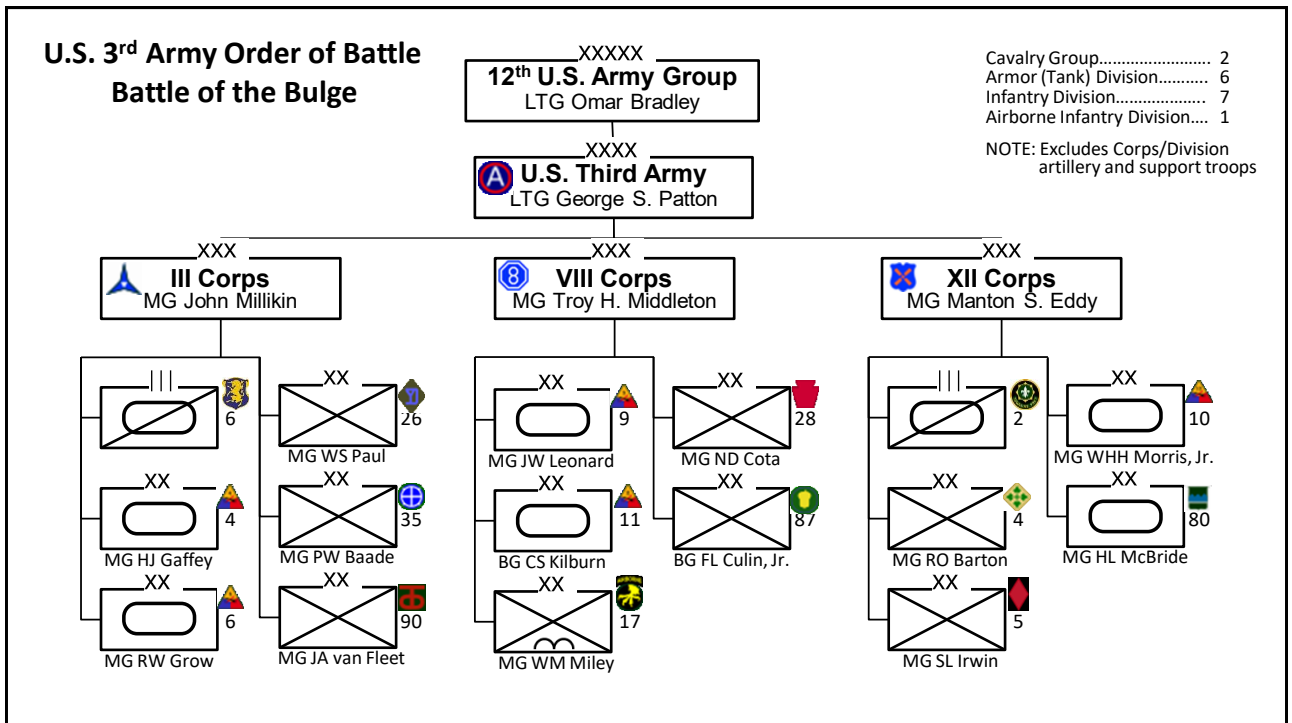 U.S. 3rd Army Order of Battle
Battle of the Bulge
XXXXX
12th U.S. Army Group
LTG Omar Bradley
Cavalry Group........................ 2
Armor (Tank) Division........... 6
Infantry Division................... 7
Airborne Infantry Division.... 1
NOTE: Excludes Corps/Division
artillery and support troops
XXXX
A
U.S. Third Army
LTG George S. Patton
XXX
III Corps
MG John Millikin
XXX
8
VIII Corps
MG Troy H. Middleton
XXX
XII Corps
MG Manton S. Eddy
|||
6
XX
4
MG HJ Gaffey
XX
6
MG RW Grow
XX
26
MG WS Paul
XX
35
MG PW Baade
XX
90
MG JA van Fleet
XX
9
MG JW Leonard
XX
11
BG CS Kilburn
XX
17
MG WM Miley
XX
28
MG ND Cota
XX
87
BG FL Culin, Jr.
|||
2
XX
4
MG RO Barton
XX
5
MG SL Irwin
XX
10
MG WHH Morris, Jr.
XX
80
MG HL McBride